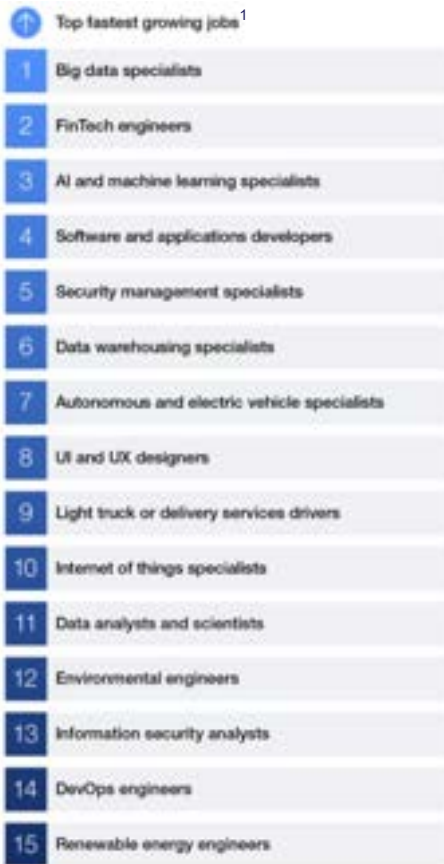 Top fastest growing jobs1
1 Big data specialists
2 FinTech engineers
3 AI and machine learning specialists
4 Software and applications developers
5 Security management specialists
6 Data warehousing specialists
7 Autonomous and electric vehicle specialists
8 UI and UX designers
9 Light truck or delivery services drivers
10 Internet of things specialists
11 Data analysts and scientists
12 Environmental engineers
13 Information security analysts
14 DevOps engineers
15 Renewable energy engineers